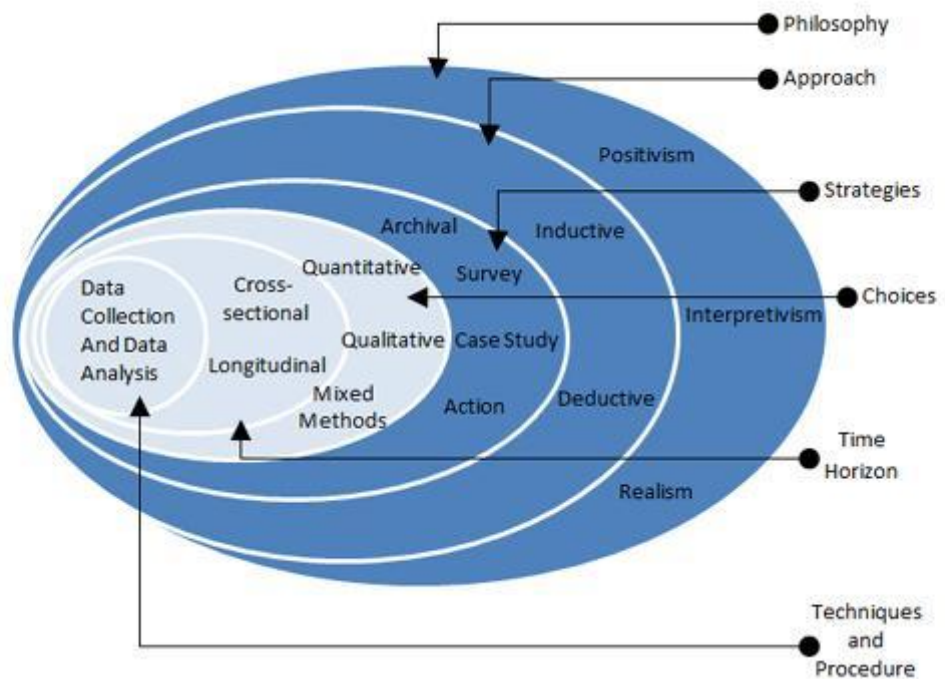 Philosophy
Approach
Positivism
Strategies
Archival
Inductive
Quantitative
Survey
Data
Collection
And Data
Analysis
Cross-
sectional
Choices
Interpretivism
Qualitative
Case Study
Longitudinal
Mixed
Methods
Action
Deductive
Time
Horizon
Realism
Techniques
and
Procedure